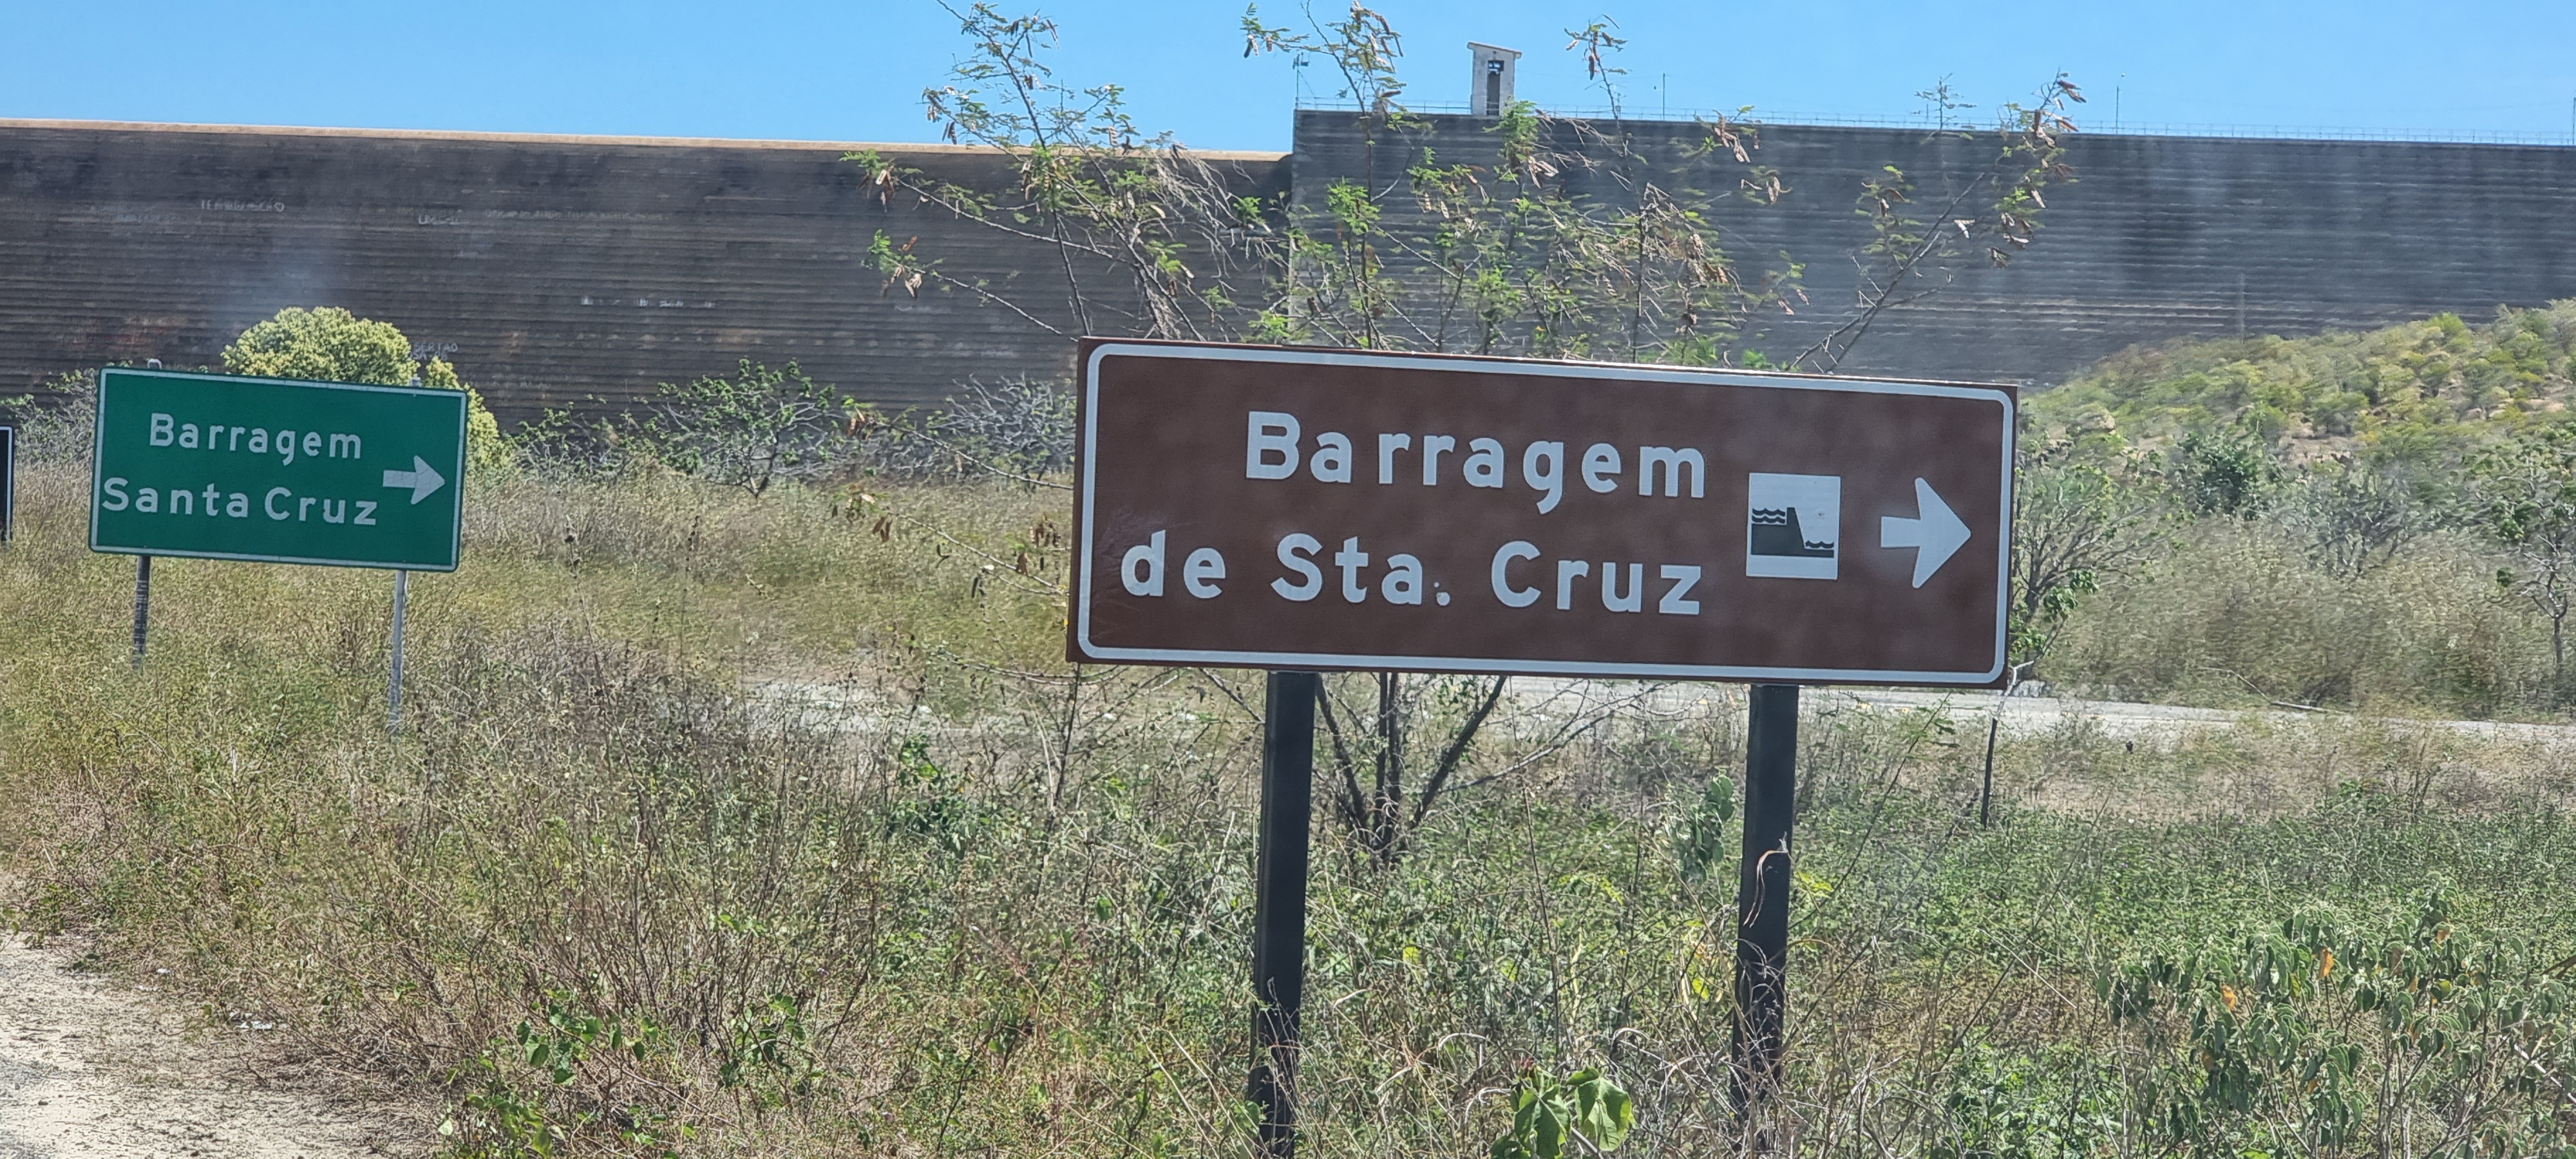 Barragem
Santa Cruz
Barragem
de Sta. Cruz